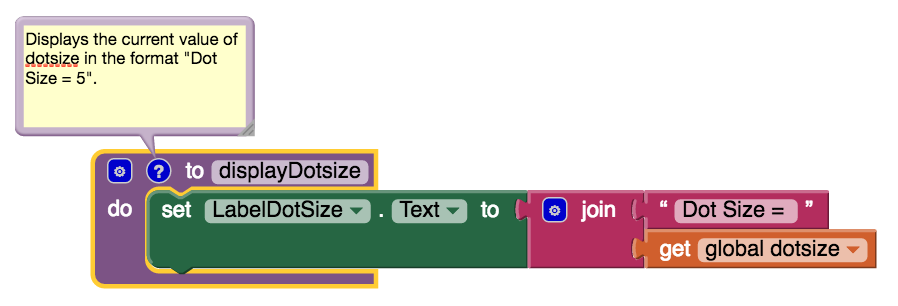 Displays the current value of
dotsize in the format "Dot
Size = 5".
? to displayDotsize
do set LabelDotSize . Text to join “ Dot Size = ”
get global dotsize